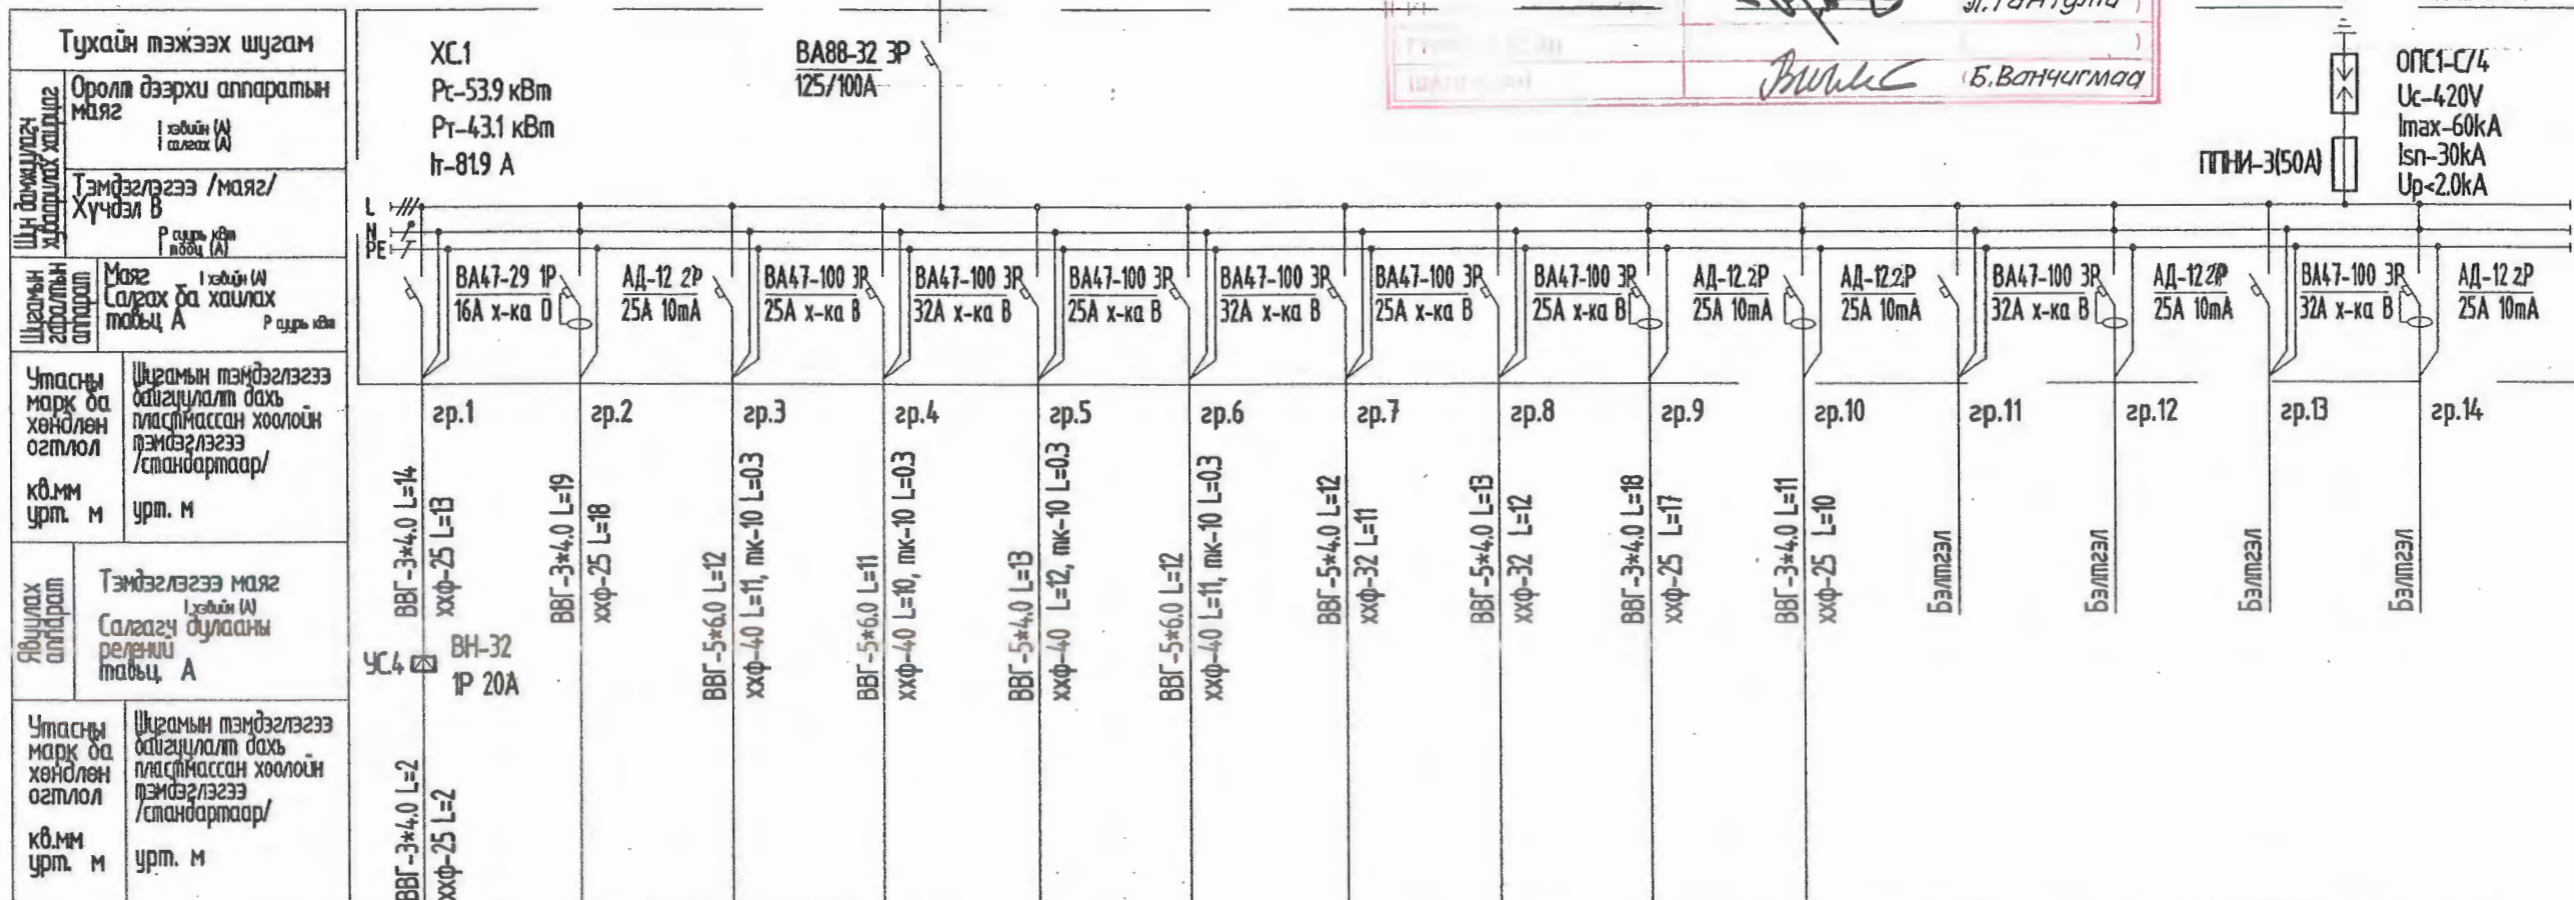 Тухайн тэжээх шугам
Шин дамжуулагч
хуваарилах хайрцаг
Оролт дээрхи аппаратын
маяг
I хэвийн (А)
I салгах (А)
Тэмдэглэгээ /маяг/
Хүчдэл В
Р суурь кВт
I тооц (А)
Шугамын
гаралтын
аппарат
Маяг I хэвийн (А)
Салгах ба хайлах
тавьц А Р суурь кВт
Утасны
марк ба
хөндлөн
огтлол
кв.мм
урт. м
Шугамын тэмдэглэгээ
байгуулалт дахь
пластмассан хоолойн
тэмдэглэгээ
/стандартаар/
урт. м
Явуулах
аппарат
Тэмдэглэгээ маяг
I хэвийн (А)
Салгагч дулааны
релений
тавьц. А
Утасны
марк ба
хөндлөн
огтлол
кв.мм
урт. м
Шугамын тэмдэглэгээ
байгуулалт дахь
пластмассан хоолойн
тэмдэглэгээ
/стандартаар/
урт. м
ХС.1
Рс-53.9 кВт
Рт-43.1 кВт
Iт-81.9 А
ВА88-32 3Р
125/100А
Б.Ванчигмаа
ППНИ-3(50А)
ОПС1-С/4
Uc-420V
Imax-60kA
Isn-30kA
Up<2.0kA
L
N
PE
ВА47-29 1Р
16А х-ка D
АД-12 2Р
25А 10mA
ВА47-100 3Р
25А х-ка В
ВА47-100 3Р
32А х-ка В
ВА47-100 3Р
25А х-ка В
ВА47-100 3Р
32А х-ка В
ВА47-100 3Р
25А х-ка В
ВА47-100 3Р
25А х-ка В
АД-12.2Р
25А 10mA
АД-12.2Р
25А 10mA
ВА47-100 3Р
32А х-ка В
АД-12 2Р
25А 10mA
ВА47-100 3Р
32А х-ка В
АД-12 2Р
25А 10mA
гр.1
гр.2
гр.3
гр.4
гр.5
гр.6
гр.7
гр.8
гр.9
гр.10
гр.11
гр.12
гр.13
гр.14
ВВГ-3*4.0 L=14
ххф-25 L=13
ВВГ-3*4.0 L=19
ххф-25 L=18
ВВГ-5*6.0 L=12
ххф-40 L=11, тк-10 L=0.3
ВВГ-5*6.0 L=11
ххф-40 L=10, тк-10 L=0.3
ВВГ-5*4.0 L=13
ххф-40 L=12, тк-10 L=0.3
ВВГ-5*6.0 L=12
ххф-40 L=11, тк-10 L=0.3
ВВГ-5*4.0 L=12
ххф-32 L=11
ВВГ-5*4.0 L=13
ххф-32 L=12
ВВГ-3*4.0 L=18
ххф-25 L=17
ВВГ-3*4.0 L=11
ххф-25 L=10
Бэлтгэл
Бэлтгэл
Бэлтгэл
Бэлтгэл
УС.4
ВН-32
1Р 20А
ВВГ-3*4.0 L=2
ххф-25 L=2